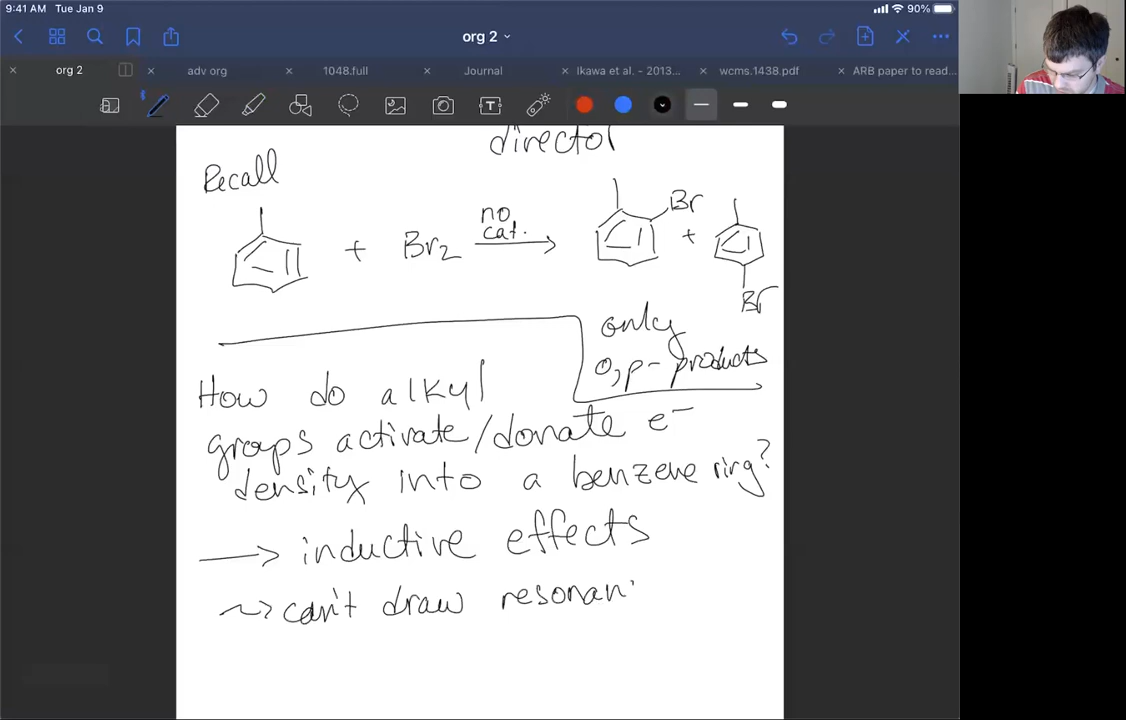 9:41 AM Tue Jan 9
90%
org 2
org 2
adv org
1048.full
Journal
Ikawa et al. - 2013...
wcms.1438.pdf
ARB paper to read...
director
Recall
+ Br2 no cat. Br + Br
only
o,p- products
How do alkyl
groups activate/donate e-
density into a benzene ring?
→ inductive effects
⇝ can't draw resonan